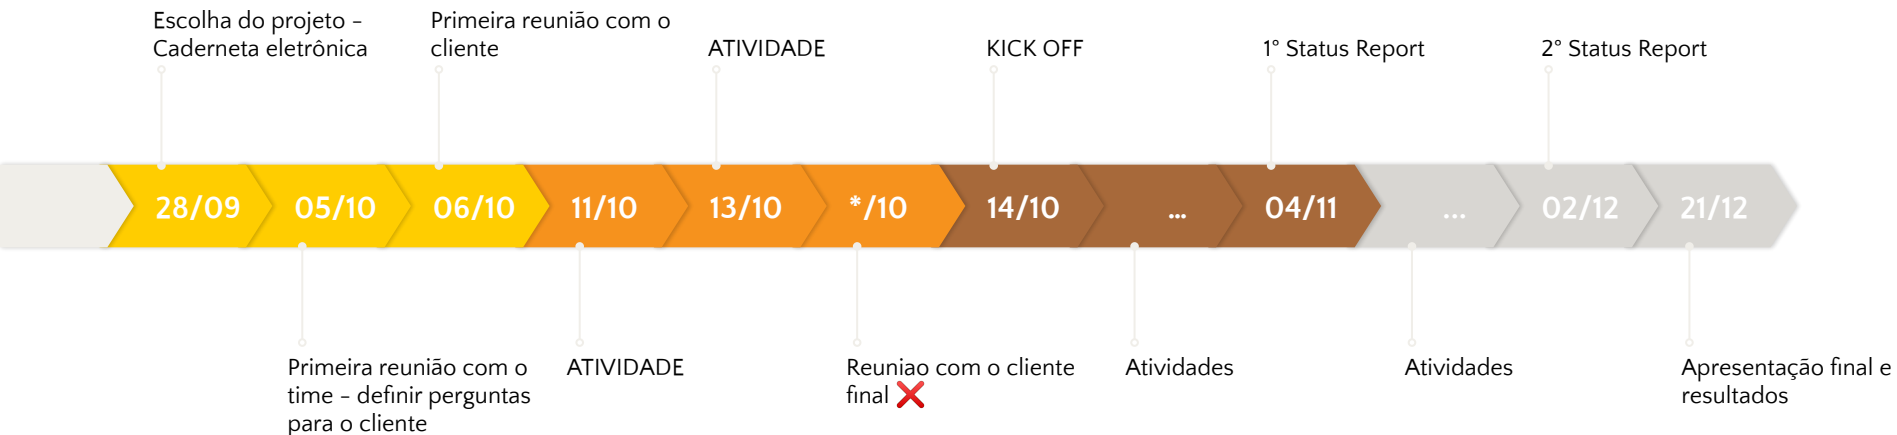 Escolha do projeto -
Caderneta eletrônica
Primeira reunião com o
cliente
ATIVIDADE
KICK OFF
1° Status Report
2° Status Report
28/09
05/10
06/10
11/10
13/10
*/10
14/10
...
04/11
...
02/12
21/12
Primeira reunião com o
time - definir perguntas
para o cliente
ATIVIDADE
Reuniao com o cliente
final ❌
Atividades
Atividades
Apresentação final e
resultados